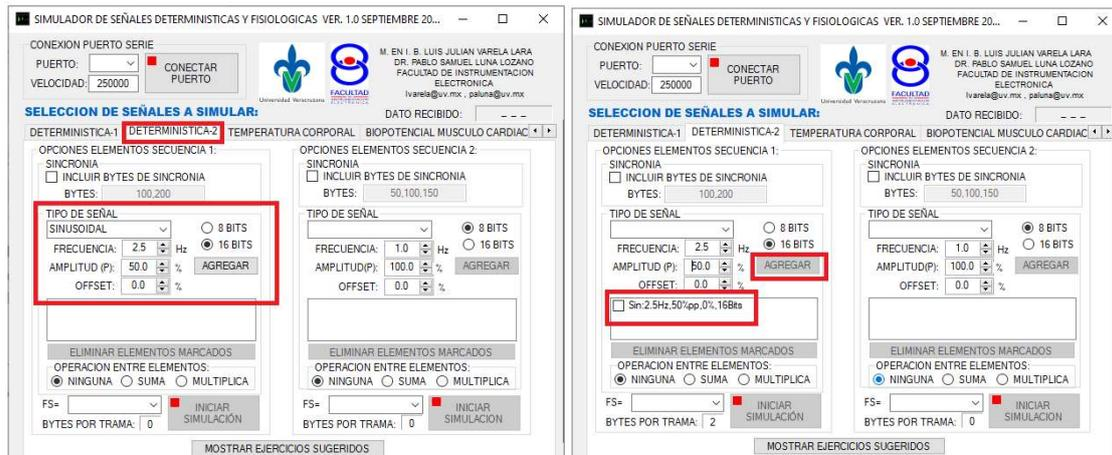 SIMULADOR DE SEÑALES DETERMINISTICAS Y FISIOLOGICAS VER. 1.0 SEPTIEMBRE 20...
CONEXION PUERTO SERIE
PUERTO:
CONECTAR PUERTO
VELOCIDAD: 250000
Universidad Veracruzana
FACULTAD
M. EN I. B. LUIS JULIAN VARELA LARA
DR. PABLO SAMUEL LUNA LOZANO
FACULTAD DE INSTRUMENTACION
ELECTRONICA
lvarela@uv.mx , paluna@uv.mx
SELECCION DE SEÑALES A SIMULAR:
DATO RECIBIDO: _ _ _
DETERMINISTICA-1 DETERMINISTICA-2 TEMPERATURA CORPORAL BIOPOTENCIAL MUSCULO CARDIAC
OPCIONES ELEMENTOS SECUENCIA 1:
SINCRONIA
INCLUIR BYTES DE SINCRONIA
BYTES: 100,200
TIPO DE SEÑAL
SINUSOIDAL
8 BITS
16 BITS
FRECUENCIA: 2.5 Hz
AMPLITUD (P): 50.0 %
AGREGAR
OFFSET: 0.0 %
ELIMINAR ELEMENTOS MARCADOS
OPERACION ENTRE ELEMENTOS:
NINGUNA SUMA MULTIPLICA
FS=
INICIAR SIMULACIÓN
BYTES POR TRAMA: 0
OPCIONES ELEMENTOS SECUENCIA 2:
SINCRONIA
INCLUIR BYTES DE SINCRONIA
BYTES: 50,100,150
TIPO DE SEÑAL
8 BITS
16 BITS
FRECUENCIA: 1.0 Hz
AMPLITUD(P): 100.0 %
AGREGAR
OFFSET: 0.0 %
ELIMINAR ELEMENTOS MARCADOS
OPERACION ENTRE ELEMENTOS:
NINGUNA SUMA MULTIPLICA
FS=
INICIAR SIMULACION
BYTES POR TRAMA: 0
MOSTRAR EJERCICIOS SUGERIDOS
SIMULADOR DE SEÑALES DETERMINISTICAS Y FISIOLOGICAS VER. 1.0 SEPTIEMBRE 20...
CONEXION PUERTO SERIE
PUERTO:
CONECTAR PUERTO
VELOCIDAD: 250000
Universidad Veracruzana
FACULTAD
M. EN I. B. LUIS JULIAN VARELA LARA
DR. PABLO SAMUEL LUNA LOZANO
FACULTAD DE INSTRUMENTACION
ELECTRONICA
lvarela@uv.mx , paluna@uv.mx
SELECCION DE SEÑALES A SIMULAR:
DATO RECIBIDO: _ _ _
DETERMINISTICA-1 DETERMINISTICA-2 TEMPERATURA CORPORAL BIOPOTENCIAL MUSCULO CARDIAC
OPCIONES ELEMENTOS SECUENCIA 1:
SINCRONIA
INCLUIR BYTES DE SINCRONIA
BYTES: 100,200
TIPO DE SEÑAL
8 BITS
16 BITS
FRECUENCIA: 2.5 Hz
AMPLITUD (P): 50.0 %
AGREGAR
OFFSET: 0.0 %
Sin:2.5Hz,50%pp,0%,16Bits
ELIMINAR ELEMENTOS MARCADOS
OPERACION ENTRE ELEMENTOS:
NINGUNA SUMA MULTIPLICA
FS=
INICIAR SIMULACIÓN
BYTES POR TRAMA: 2
OPCIONES ELEMENTOS SECUENCIA 2:
SINCRONIA
INCLUIR BYTES DE SINCRONIA
BYTES: 50,100,150
TIPO DE SEÑAL
8 BITS
16 BITS
FRECUENCIA: 1.0 Hz
AMPLITUD(P): 100.0 %
AGREGAR
OFFSET: 0.0 %
ELIMINAR ELEMENTOS MARCADOS
OPERACION ENTRE ELEMENTOS:
NINGUNA SUMA MULTIPLICA
FS=
INICIAR SIMULACION
BYTES POR TRAMA: 0
MOSTRAR EJERCICIOS SUGERIDOS